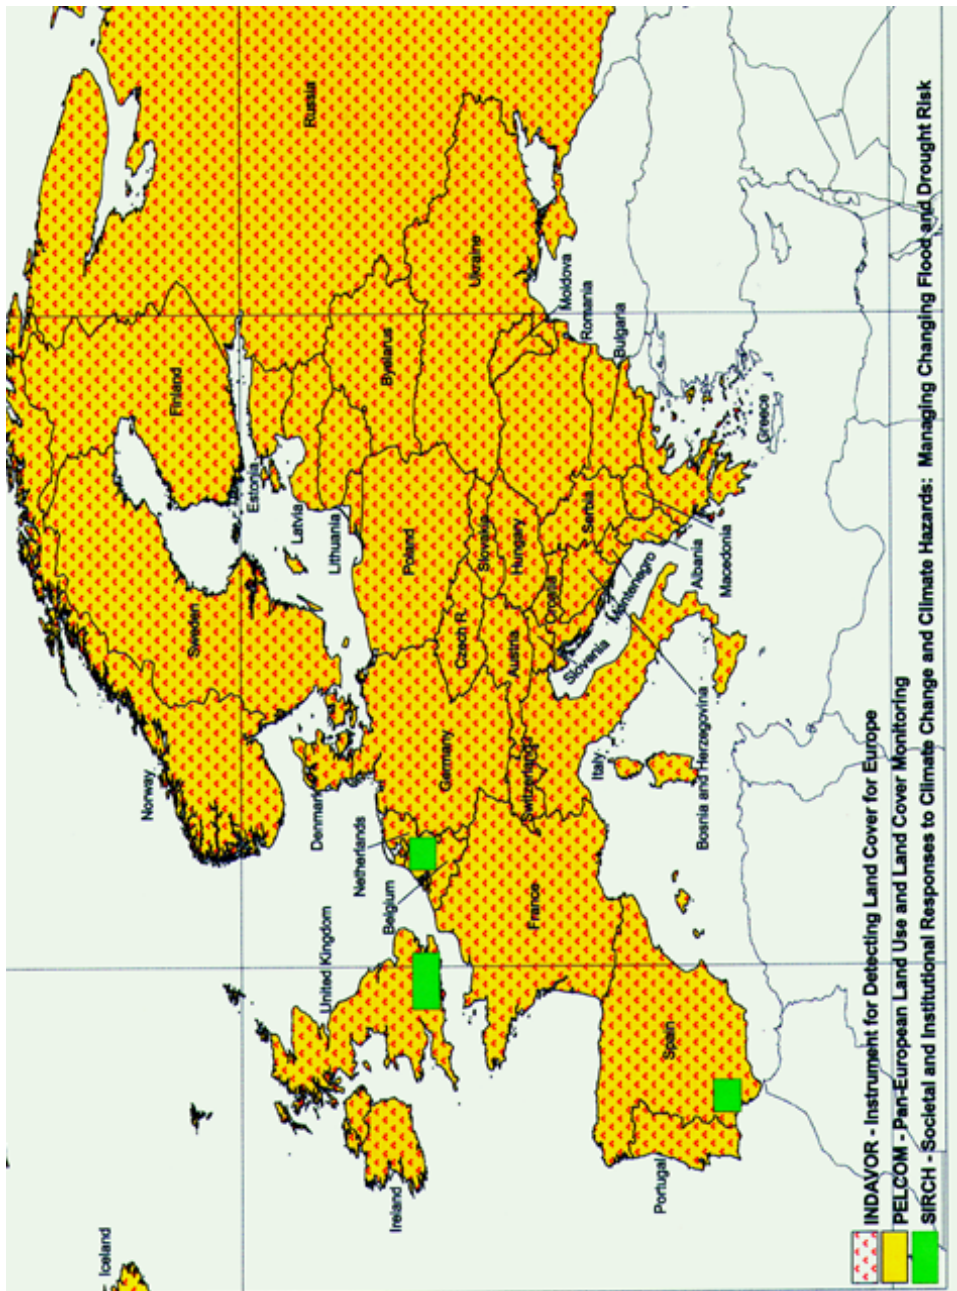 Iceland
Norway
Sweden
Finland
Russia
Estonia
Latvia
Lithuania
Denmark
United Kingdom
Ireland
Netherlands
Belgium
Germany
Poland
Byelarus
Ukraine
Czech R.
Slovakia
Austria
Hungary
Switzerland
France
Slovenia
Croatia
Serbia
Moldova
Romania
Bulgaria
Montenegro
Albania
Macedonia
Greece
Italy
Bosnia and Herzegovina
Spain
Portugal
INDAVOR - Instrument for Detecting Land Cover for Europe
PELCOM - Pan-European Land Use and Land Cover Monitoring
SIRCH - Societal and Institutional Responses to Climate Change and Climate Hazards: Managing Changing Flood and Drought Risk